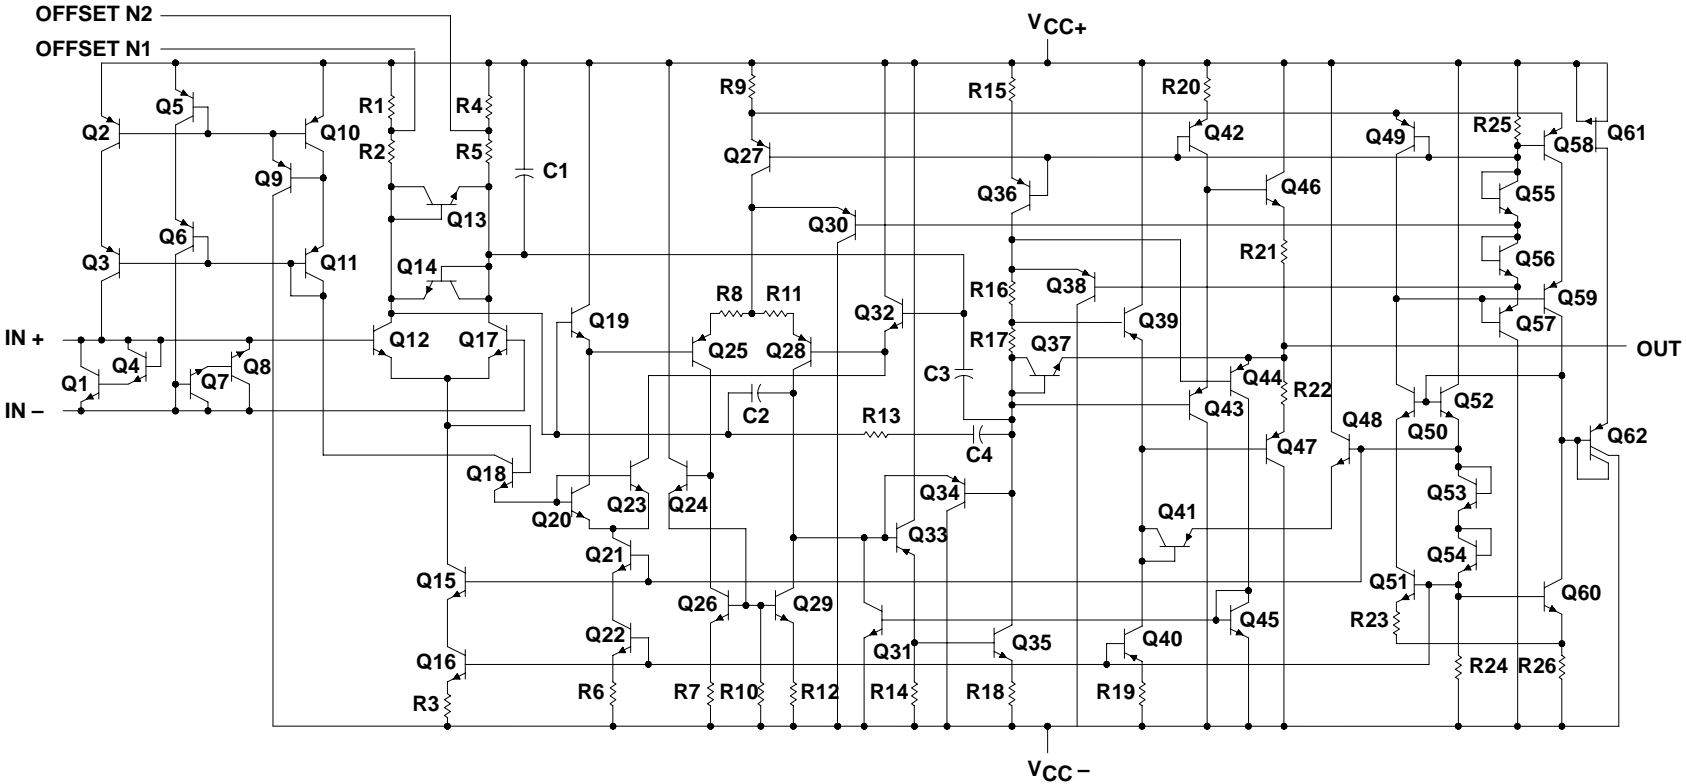 OFFSET N2
OFFSET N1
VCC+
R9
R15
R20
Q5
Q2
Q10
R1
R4
Q42
Q49
R25
Q58
Q61
R2
R5
Q27
Q9
C1
Q36
Q46
Q55
Q13
Q6
Q30
R21
Q3
Q11
Q14
Q56
R16
Q38
R8
R11
Q32
Q59
Q19
Q39
Q57
IN +
Q12
Q17
Q25
Q28
R17
Q37
OUT
Q1
Q4
Q7
Q8
C3
Q44
R22
IN –
C2
R13
Q43
Q48
Q50
Q52
C4
Q47
Q62
Q18
Q34
Q53
Q20
Q23
Q24
Q33
Q41
Q21
Q54
Q15
Q51
Q26
Q29
Q60
R23
Q22
Q31
Q35
Q40
Q45
Q16
R3
R6
R7
R10
R12
R14
R18
R19
R24
R26
VCC –